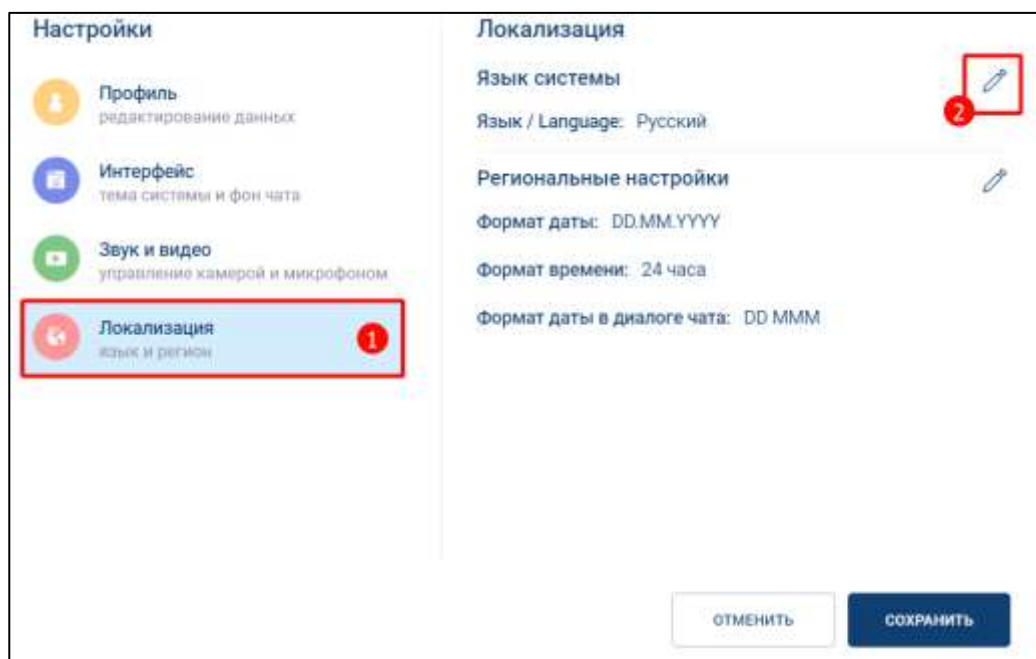 Настройки
Профиль
редактирование данных
Интерфейс
тема системы и фон чата
Звук и видео
управление камерой и микрофоном
Локализация
язык и регион
1
Локализация
Язык системы
2
Язык / Language: Русский
Региональные настройки
Формат даты: DD.MM.YYYY
Формат времени: 24 часа
Формат даты в диалоге чата: DD MMM
ОТМЕНИТЬ
СОХРАНИТЬ